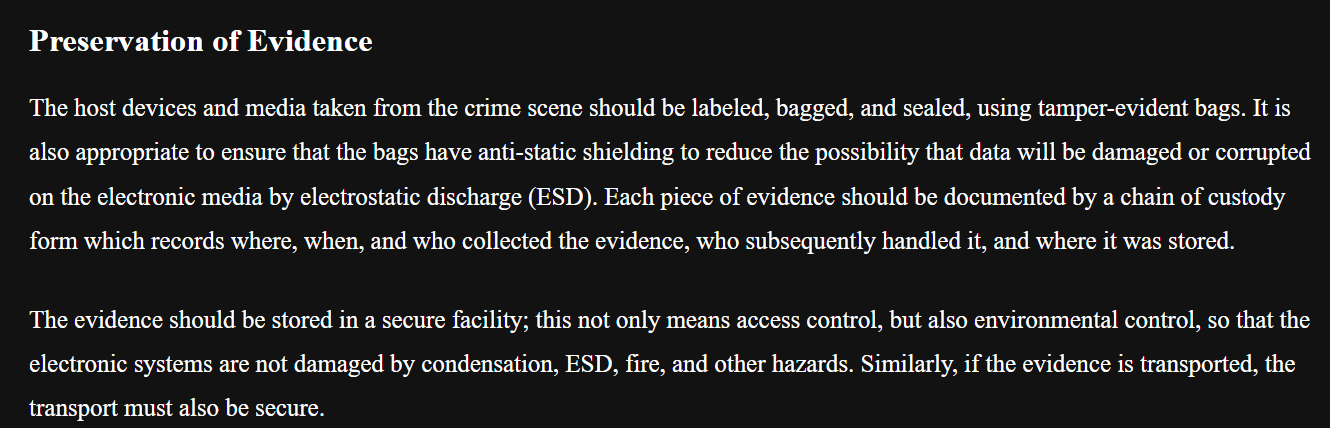 Preservation of Evidence
The host devices and media taken from the crime scene should be labeled, bagged, and sealed, using tamper-evident bags. It is
also appropriate to ensure that the bags have anti-static shielding to reduce the possibility that data will be damaged or corrupted
on the electronic media by electrostatic discharge (ESD). Each piece of evidence should be documented by a chain of custody
form which records where, when, and who collected the evidence, who subsequently handled it, and where it was stored.
The evidence should be stored in a secure facility; this not only means access control, but also environmental control, so that the
electronic systems are not damaged by condensation, ESD, fire, and other hazards. Similarly, if the evidence is transported, the
transport must also be secure.